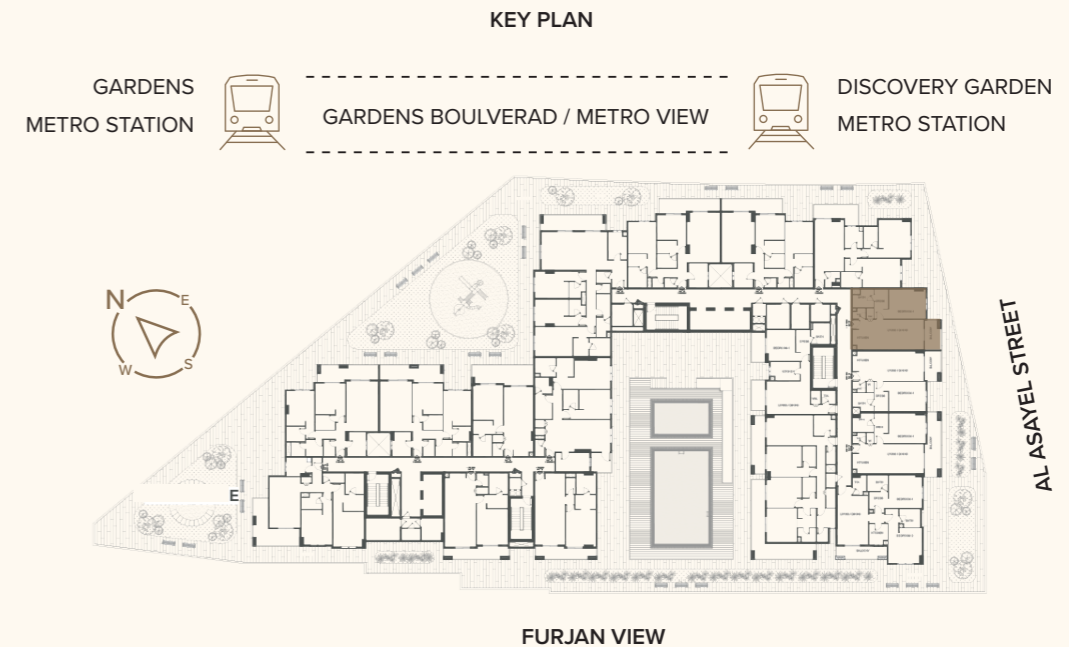 KEY PLAN
GARDENS
METRO STATION
GARDENS BOULVERAD / METRO VIEW
DISCOVERY GARDEN
METRO STATION
N
E
S
W
AL ASAYEL STREET
E
FURJAN VIEW